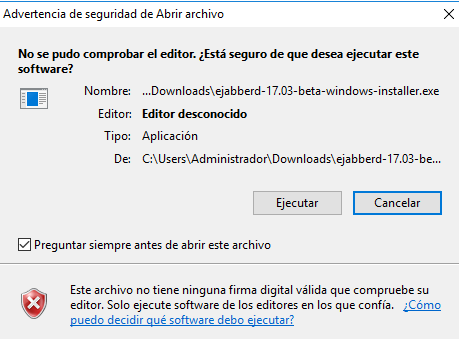 Advertencia de seguridad de Abrir archivo
No se pudo comprobar el editor. ¿Está seguro de que desea ejecutar este
software?
Nombre: ...Downloads\ejabberd-17.03-beta-windows-installer.exe
Editor: Editor desconocido
Tipo: Aplicación
De: C:\Users\Administrador\Downloads\ejabberd-17.03-be...
Ejecutar Cancelar
Preguntar siempre antes de abrir este archivo
Este archivo no tiene ninguna firma digital válida que compruebe su
editor. Solo ejecute software de los editores en los que confía. ¿Cómo
puedo decidir qué software debo ejecutar?